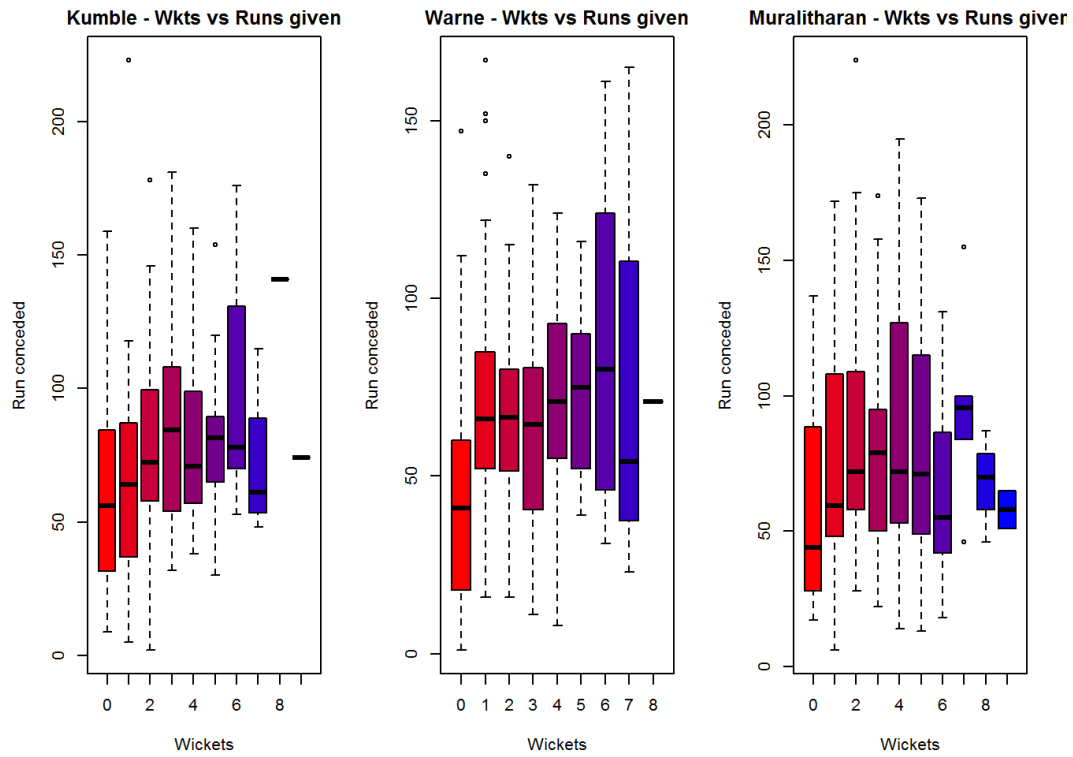 Kumble - Wkts vs Runs given
Run conceded
0 50 100 150 200
0 2 4 6 8
Wickets
Warne - Wkts vs Runs given
Run conceded
0 50 100 150
0 1 2 3 4 5 6 7 8
Wickets
Muralitharan - Wkts vs Runs given
Run conceded
0 50 100 150 200
0 2 4 6 8
Wickets